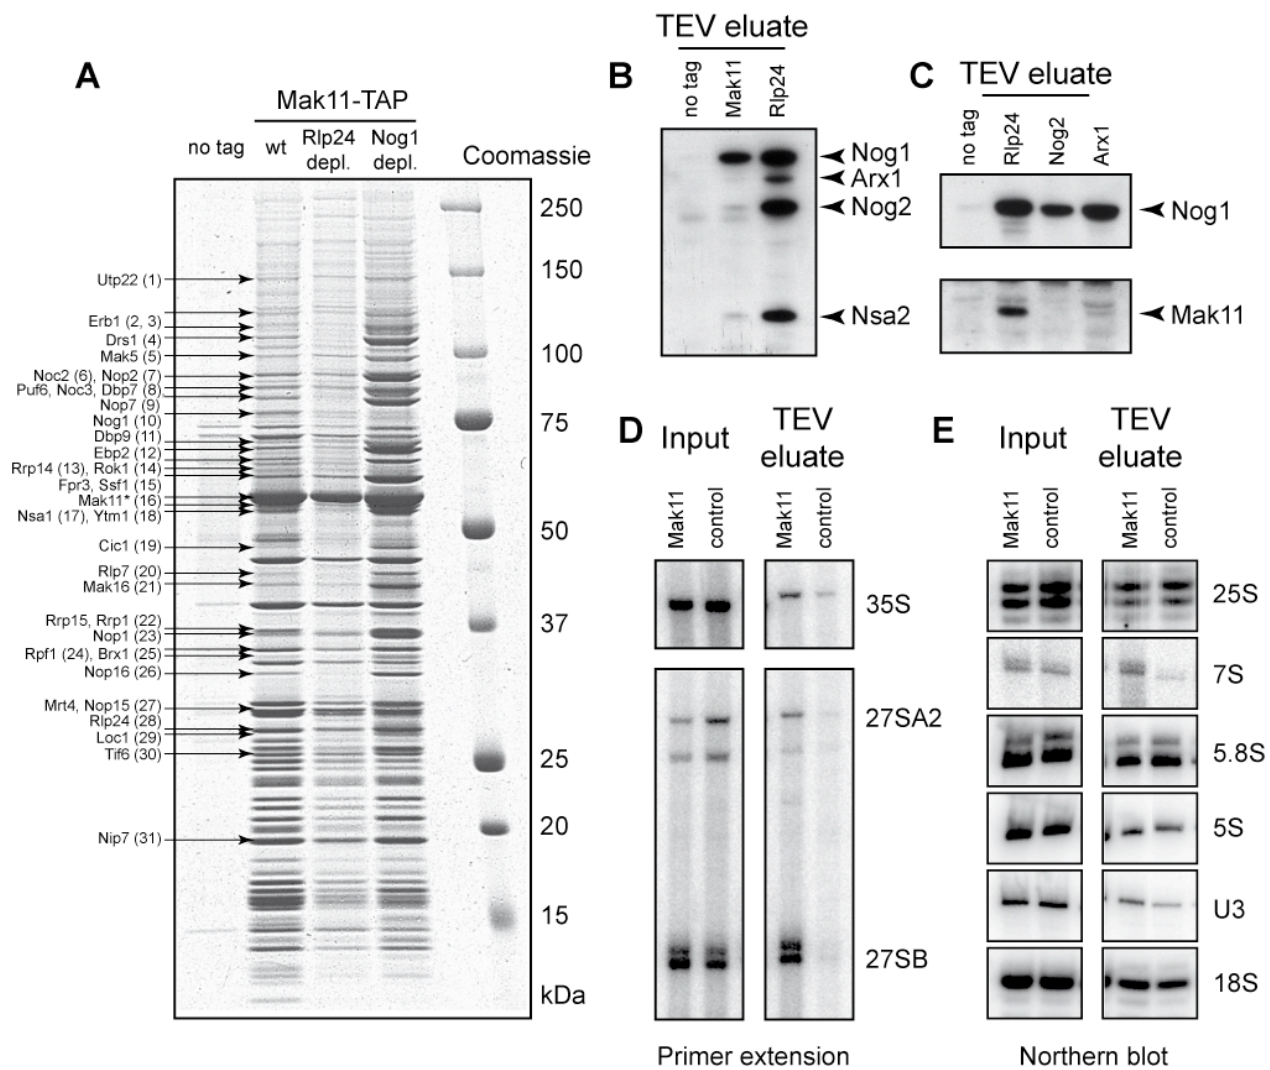 A
Mak11-TAP
no tag
wt
Rlp24
depl.
Nog1
depl.
Coomassie
250
150
100
75
50
37
25
20
15
kDa
Utp22 (1)
Erb1 (2, 3)
Drs1 (4)
Mak5 (5)
Noc2 (6), Nop2 (7)
Puf6, Noc3, Dbp7 (8)
Nop7 (9)
Nog1 (10)
Dbp9 (11)
Ebp2 (12)
Rrp14 (13), Rok1 (14)
Fpr3, Ssf1 (15)
Mak11* (16)
Nsa1 (17), Ytm1 (18)
Cic1 (19)
Rlp7 (20)
Mak16 (21)
Rrp15, Rrp1 (22)
Nop1 (23)
Rpf1 (24), Brx1 (25)
Nop16 (26)
Mrt4, Nop15 (27)
Rlp24 (28)
Loc1 (29)
Tif6 (30)
Nip7 (31)
B
TEV eluate
no tag
Mak11
Rlp24
Nog1
Arx1
Nog2
Nsa2
C
TEV eluate
no tag
Rlp24
Nog2
Arx1
Nog1
Mak11
D
Input
TEV
eluate
Mak11
control
Mak11
control
35S
27SA2
27SB
Primer extension
E
Input
TEV
eluate
Mak11
control
Mak11
control
25S
7S
5.8S
5S
U3
18S
Northern blot